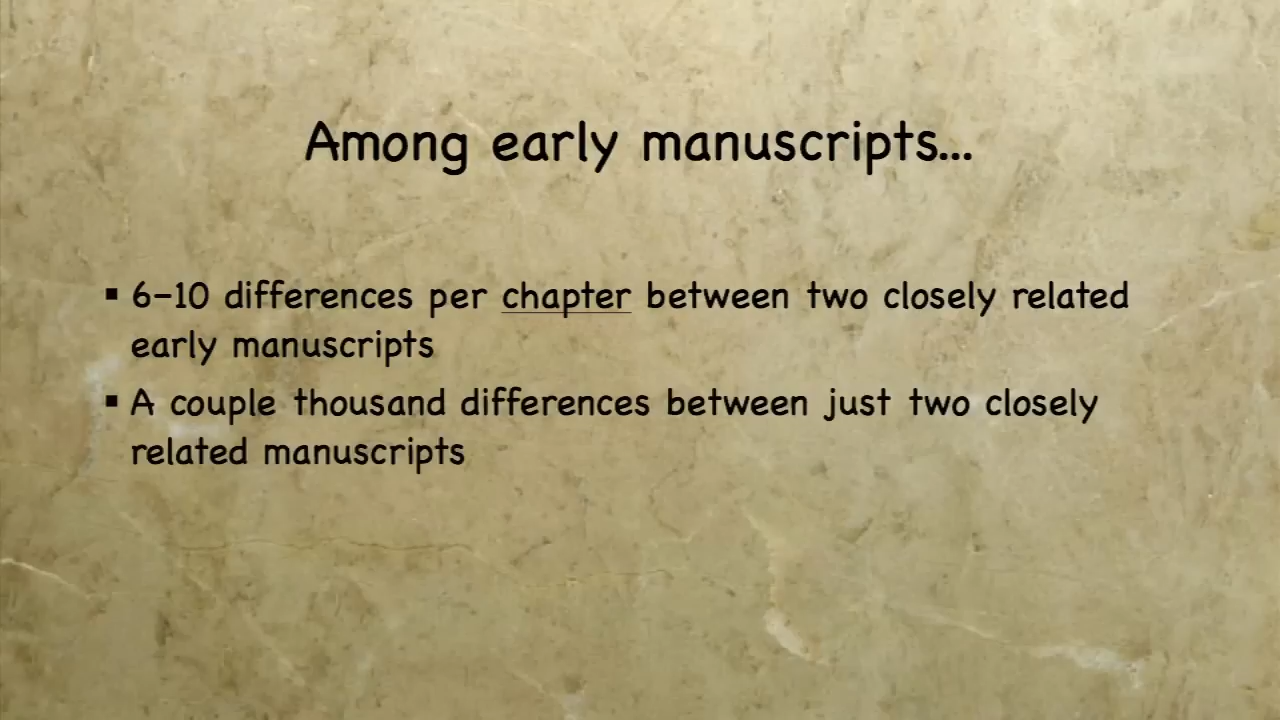 Among early manuscripts...
▪ 6–10 differences per chapter between two closely related
early manuscripts
▪ A couple thousand differences between just two closely
related manuscripts